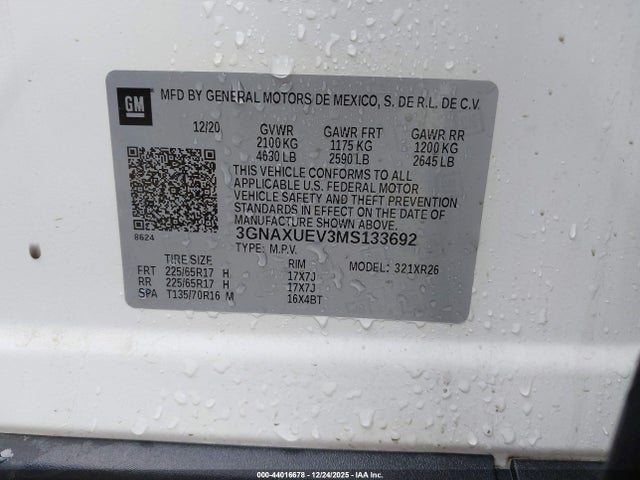 GM
MFD BY GENERAL MOTORS DE MEXICO, S. DE R.L. DE C.V.
12/20 GVWR GAWR FRT GAWR RR
2100 KG 1175 KG 1200 KG
4630 LB 2590 LB 2645 LB
THIS VEHICLE CONFORMS TO ALL
APPLICABLE U.S. FEDERAL MOTOR
VEHICLE SAFETY AND THEFT PREVENTION
STANDARDS IN EFFECT ON THE DATE OF
MANUFACTURE SHOWN ABOVE.
8624 3GNAXUEV3MS133692
TYPE: M.P.V.
TIRE SIZE RIM MODEL: 321XR26
FRT 225/65R17 H 17X7J
RR 225/65R17 H 17X7J
SPA T135/70R16 M 16X4BT
000-44016678 - 12/24/2025 - IAA Inc.